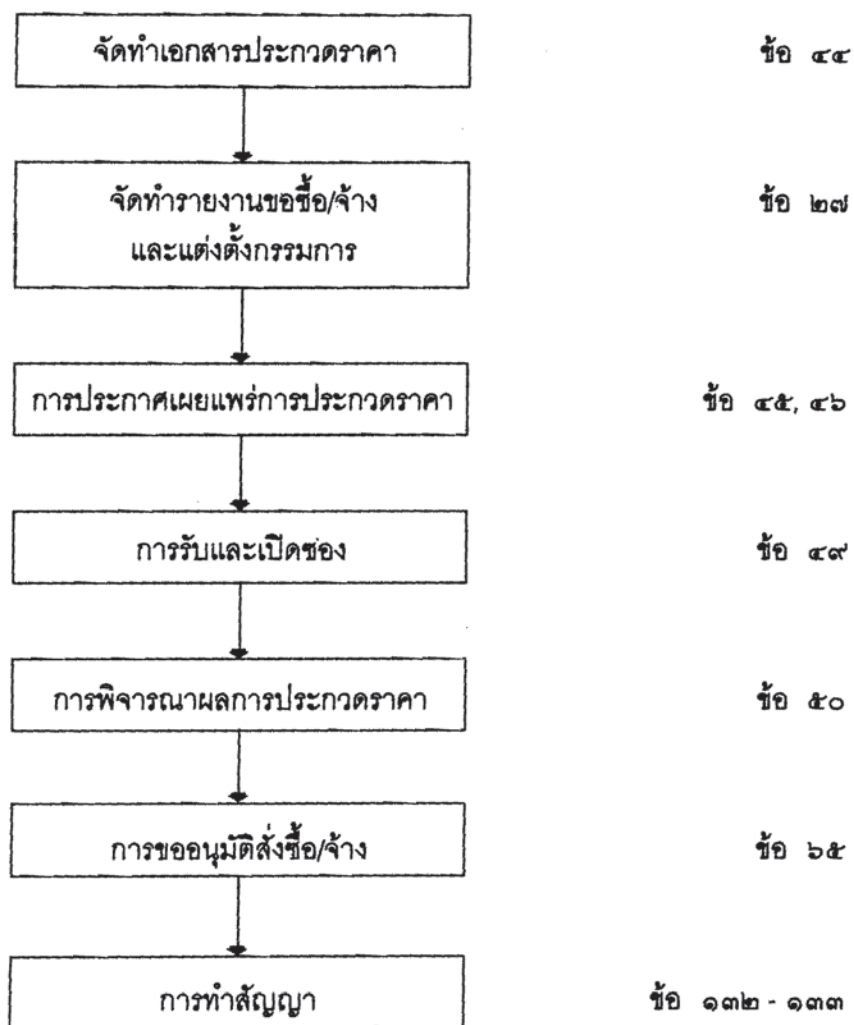 จัดทำเอกสารประกวดราคา ข้อ ๔๔
จัดทำรายงานขอซื้อ/จ้าง ข้อ ๒๗
และแต่งตั้งกรรมการ
การประกาศเผยแพร่การประกวดราคา ข้อ ๔๕, ๔๖
การรับและเปิดซอง ข้อ ๔๙
การพิจารณาผลการประกวดราคา ข้อ ๕๐
การขออนุมัติสั่งซื้อ/จ้าง ข้อ ๖๕
การทำสัญญา ข้อ ๑๓๒ - ๑๓๓